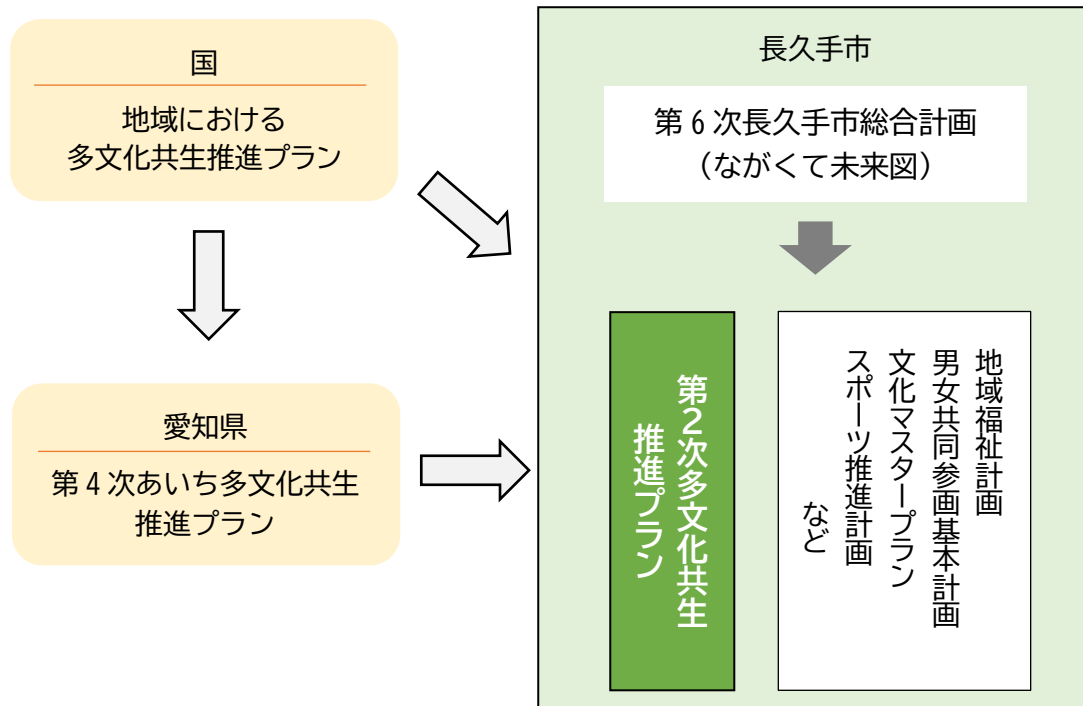 国
地域における
多文化共生推進プラン
愛知県
第4次あいち多文化共生
推進プラン
長久手市
第6次長久手市総合計画
（ながくて未来図）
第2次多文化共生
推進プラン
地域福祉計画
男女共同参画基本計画
文化マスタープラン
スポーツ推進計画
など